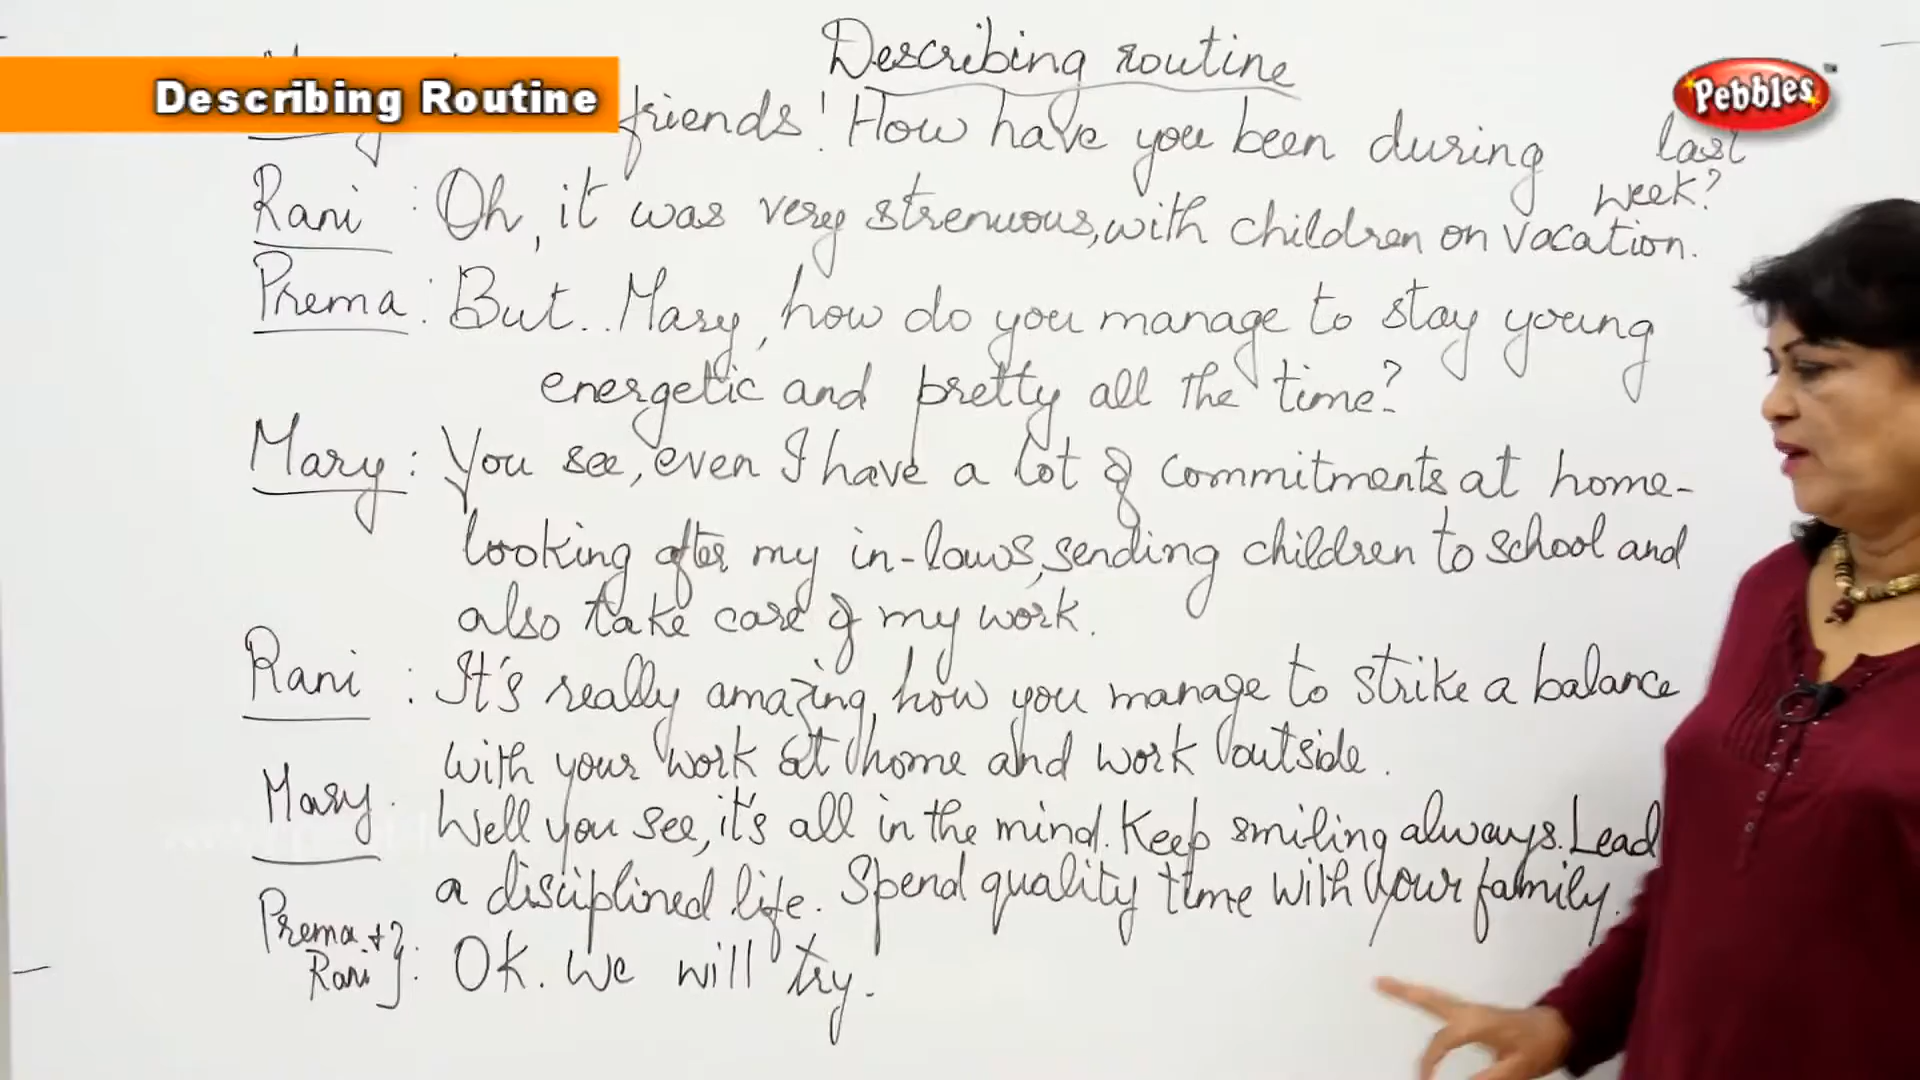 Describing routine
Describing Routine
Pebbles
TM
friends! How have you been during last
week?
Rani : Oh, it was very strenuous, with children on vacation.
Prema : But.. Mary, how do you manage to stay young
energetic and pretty all the time?
Mary : You see, even I have a lot of commitments at home-
looking after my in-laws, sending children to school and
also take care of my work.
Rani : It's really amazing, how you manage to strike a balance
with your work at home and work outside.
Mary. Well you see, it's all in the mind. Keep smiling always. Lead
a disciplined life. Spend quality time with your family.
Prema + }
Rani }: OK. We will try.